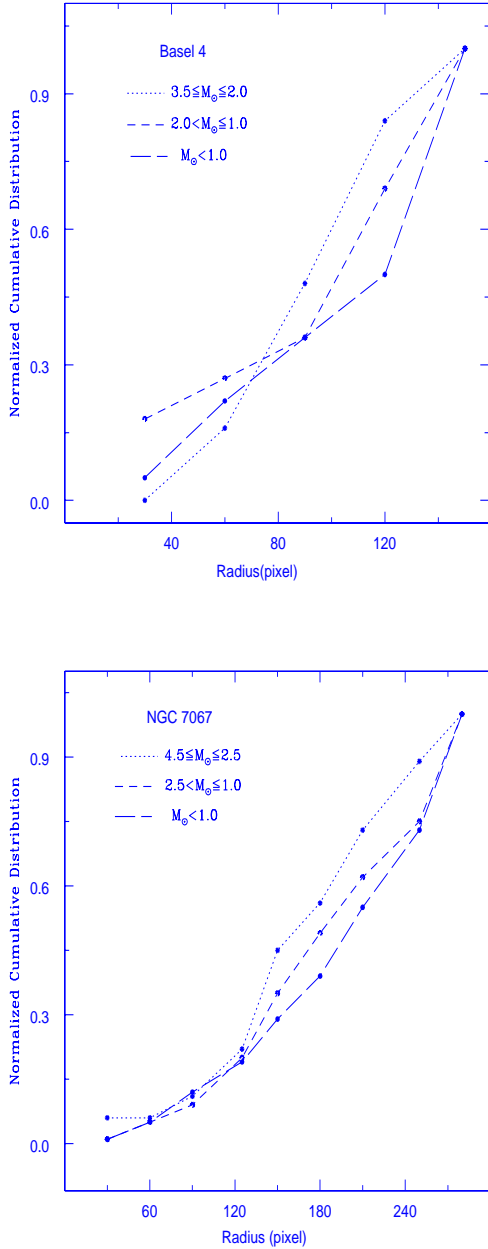 Basel 4
3.5≦M⊙≦2.0
2.0<M⊙≦1.0
M⊙<1.0
Normalized Cumulative Distribution
0.9
0.6
0.3
0.0
40
80
120
Radius(pixel)
NGC 7067
4.5≦M⊙≦2.5
2.5<M⊙≦1.0
M⊙<1.0
Normalized Cumulative Distribution
0.9
0.6
0.3
0.0
60
120
180
240
Radius (pixel)